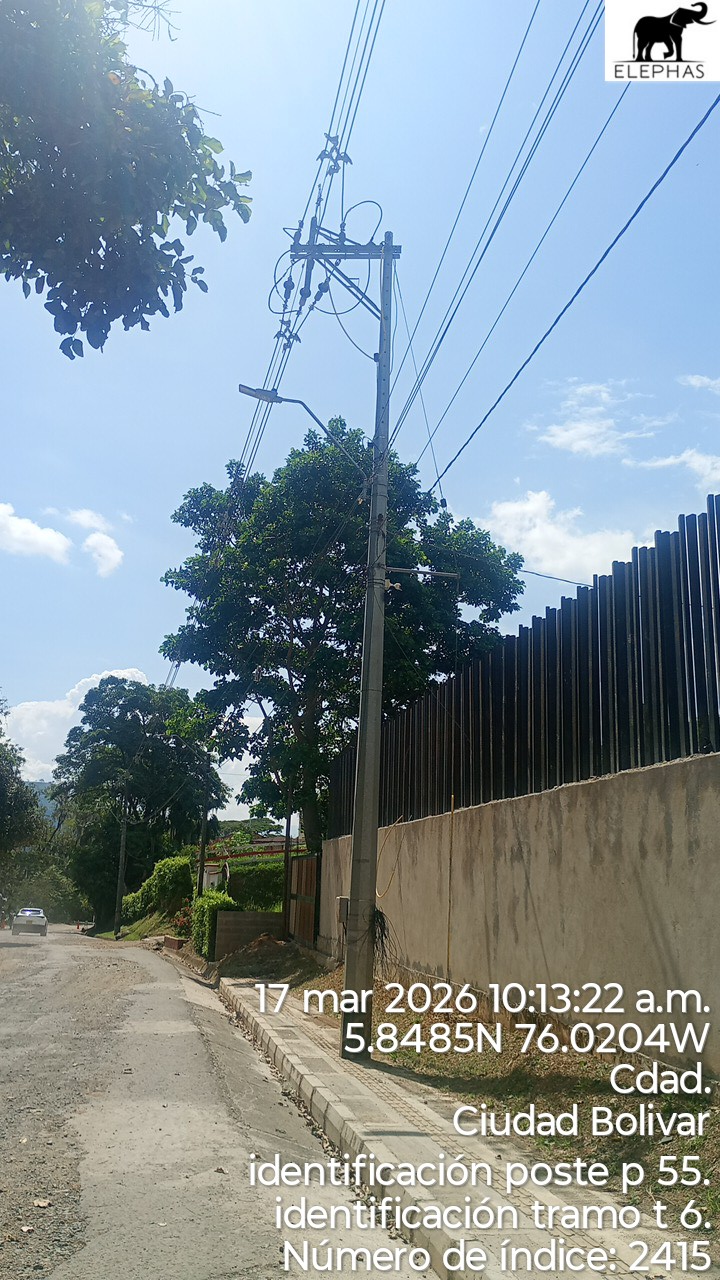 ELEPHAS
17 mar 2026 10:13:22 a.m.
5.8485N 76.0204W
Cdad.
Ciudad Bolivar
identificación poste p 55.
identificación tramo t 6.
Número de índice: 2415